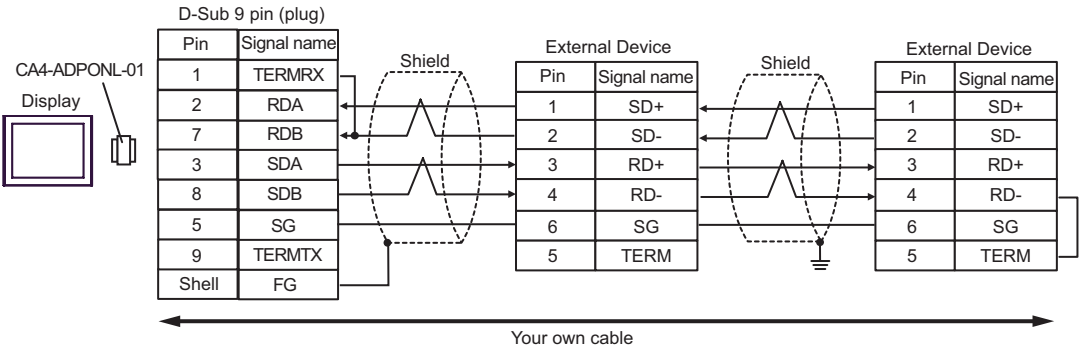 D-Sub 9 pin (plug)
CA4-ADPONL-01
Display
Pin Signal name
1 TERMRX
2 RDA
7 RDB
3 SDA
8 SDB
5 SG
9 TERMTX
Shell FG
Shield
External Device
Pin Signal name
1 SD+
2 SD-
3 RD+
4 RD-
6 SG
5 TERM
Shield
External Device
Pin Signal name
1 SD+
2 SD-
3 RD+
4 RD-
6 SG
5 TERM
Your own cable